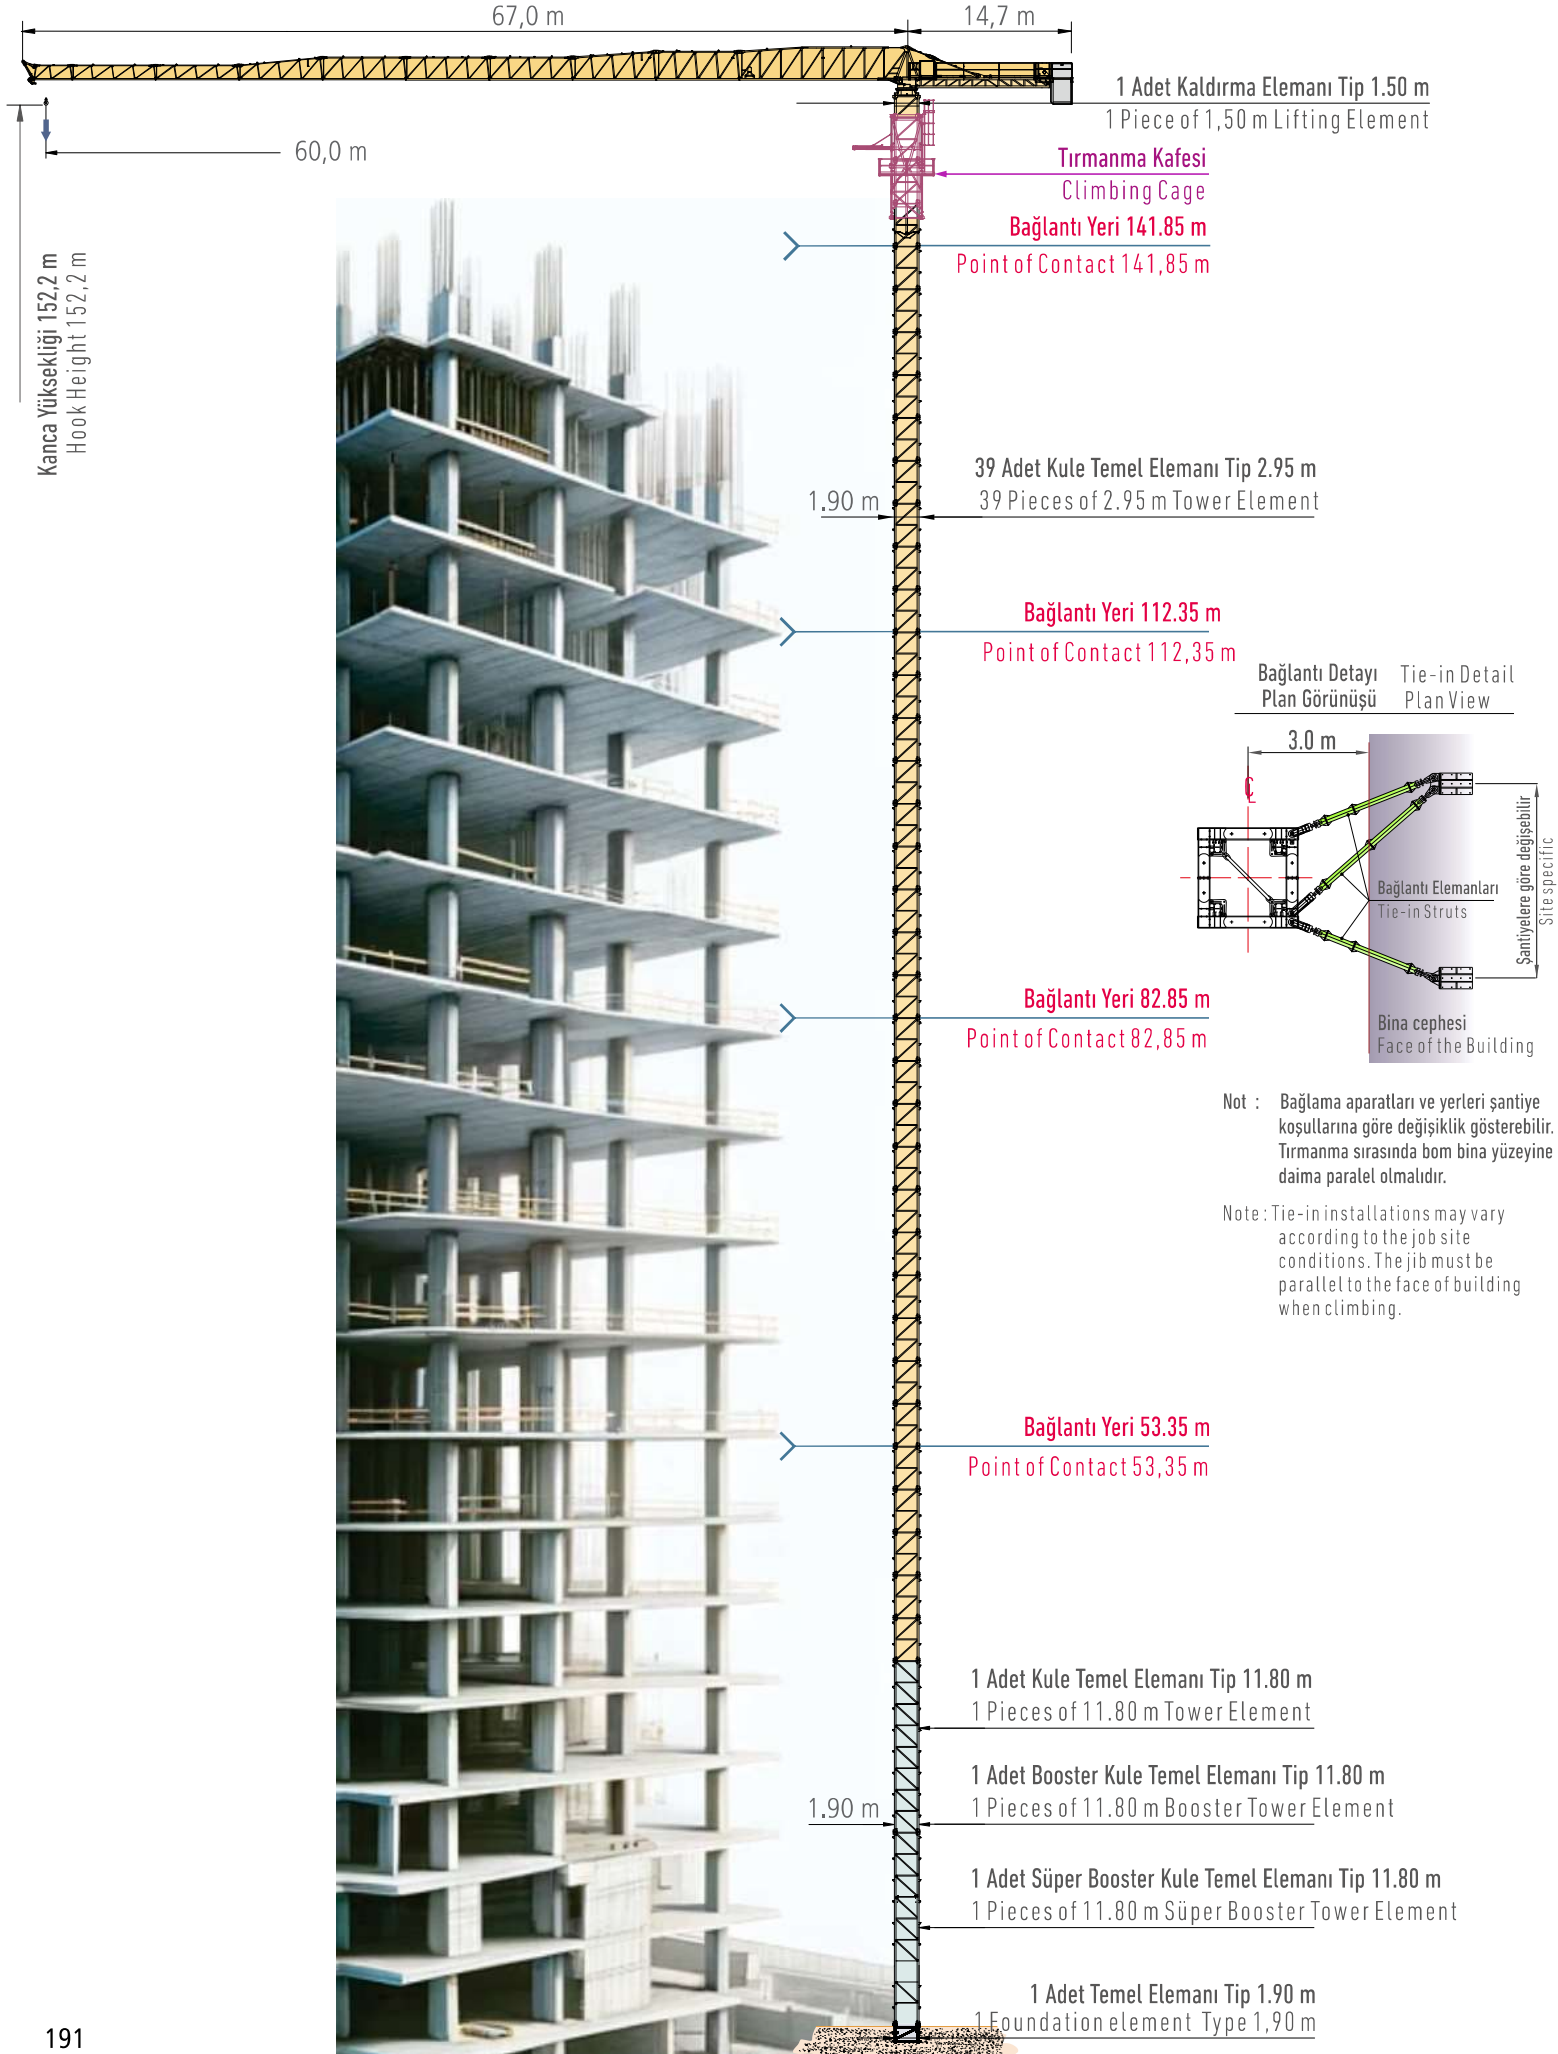 67,0 m
14,7 m
1 Adet Kaldırma Elemanı Tip 1.50 m
1 Piece of 1,50 m Lifting Element
60,0 m
Tırmanma Kafesi
Climbing Cage
Bağlantı Yeri 141.85 m
Point of Contact 141,85 m
Kanca Yüksekliği 152,2 m
Hook Height 152,2 m
39 Adet Kule Temel Elemanı Tip 2.95 m
1.90 m
39 Pieces of 2.95 m Tower Element
Bağlantı Yeri 112.35 m
Point of Contact 112,35 m
Bağlantı Detayı Tie-in Detail
Plan Görünüşü Plan View
3.0 m
Bağlantı Elemanları
Tie-in Struts
Şantiyelere göre değişebilir
Site specific
Bina cephesi
Face of the Building
Bağlantı Yeri 82.85 m
Point of Contact 82,85 m
Not : Bağlama aparatları ve yerleri şantiye
koşullarına göre değişiklik gösterebilir.
Tırmanma sırasında bom bina yüzeyine
daima paralel olmalıdır.
Note: Tie-in installations may vary
according to the job site
conditions. The jib must be
parallel to the face of building
when climbing.
Bağlantı Yeri 53.35 m
Point of Contact 53,35 m
1 Adet Kule Temel Elemanı Tip 11.80 m
1 Pieces of 11.80 m Tower Element
1 Adet Booster Kule Temel Elemanı Tip 11.80 m
1.90 m
1 Pieces of 11.80 m Booster Tower Element
1 Adet Süper Booster Kule Temel Elemanı Tip 11.80 m
1 Pieces of 11.80 m Süper Booster Tower Element
1 Adet Temel Elemanı Tip 1.90 m
1 Foundation element Type 1,90 m
191